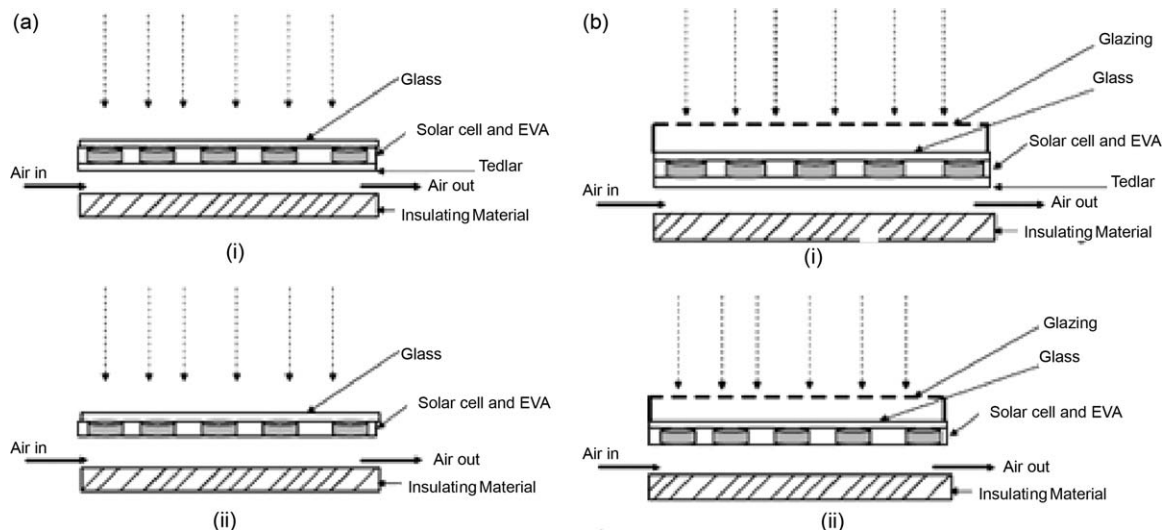 (a)
Glass
Solar cell and EVA
Tedlar
Air in
Air out
Insulating Material
(i)
Glass
Solar cell and EVA
Air in
Air out
Insulating Material
(ii)
(b)
Glazing
Glass
Solar cell and EVA
Tedlar
Air in
Air out
Insulating Material
(i)
Glazing
Glass
Solar cell and EVA
Air in
Air out
Insulating Material
(ii)